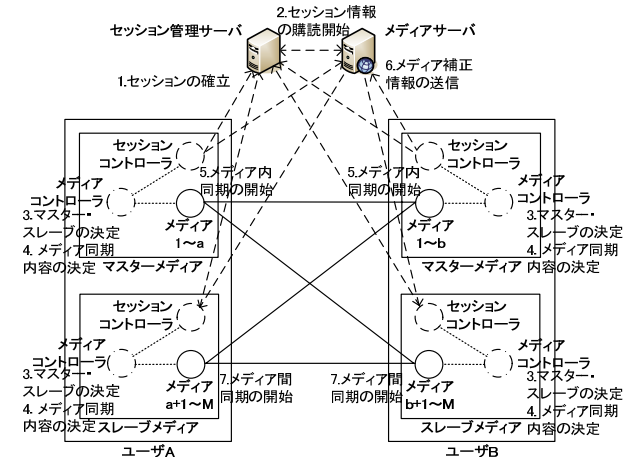 2.セッション情報
の購読開始
セッション管理サーバ
メディアサーバ
1.セッションの確立
6.メディア補正
情報の送信
セッション
コントローラ
メディア
コントローラ
3.マスター・
スレーブの決定
4. メディア同期
内容の決定
5.メディア内
同期の開始
メディア
1～a
マスターメディア
セッション
コントローラ
メディア
コントローラ
3.マスター・
スレーブの決定
4. メディア同期
内容の決定
5.メディア内
同期の開始
メディア
1～b
マスターメディア
セッション
コントローラ
メディア
コントローラ
3.マスター・
スレーブの決定
4. メディア同期
内容の決定
7.メディア間
同期の開始
メディア
a+1～M
スレーブメディア
ユーザA
セッション
コントローラ
メディア
コントローラ
3.マスター・
スレーブの決定
4. メディア同期
内容の決定
7.メディア間
同期の開始
メディア
b+1～M
スレーブメディア
ユーザB